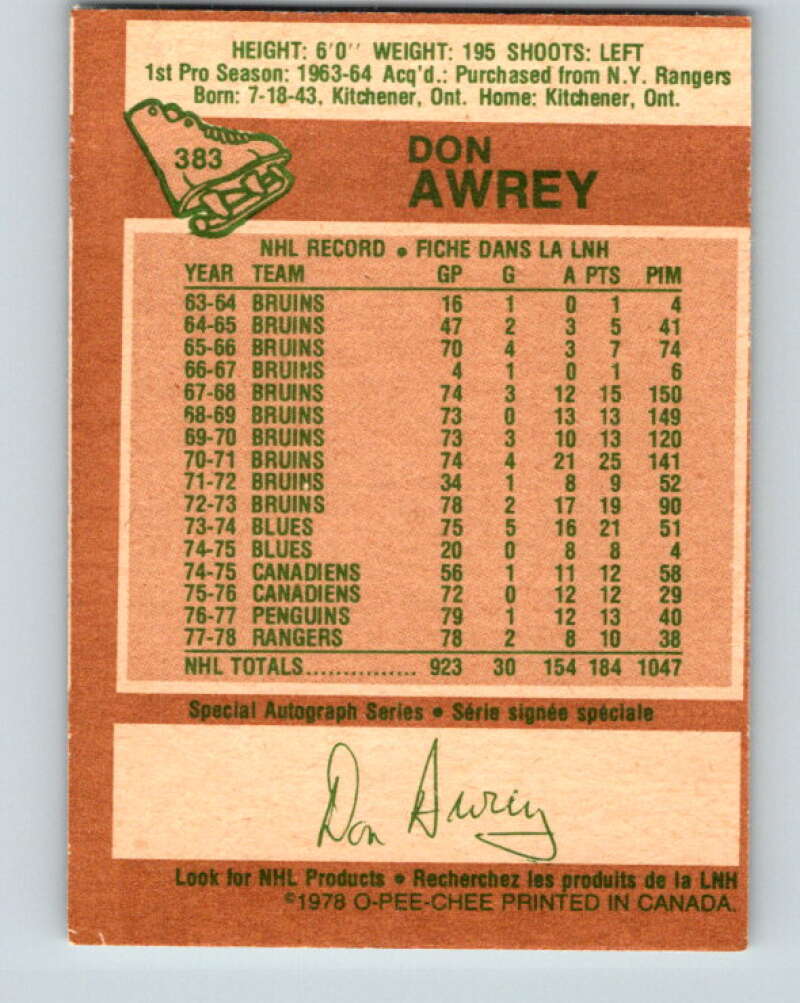 HEIGHT: 6'0'' WEIGHT: 195 SHOOTS: LEFT
1st Pro Season: 1963-64 Acq'd.: Purchased from N.Y. Rangers
Born: 7-18-43, Kitchener, Ont. Home: Kitchener, Ont.
383
DON
AWREY
NHL RECORD • FICHE DANS LA LNH
YEAR TEAM GP G A PTS PIM
63-64 BRUINS 16 1 0 1 4
64-65 BRUINS 47 2 3 5 41
65-66 BRUINS 70 4 3 7 74
66-67 BRUINS 4 1 0 1 6
67-68 BRUINS 74 3 12 15 150
68-69 BRUINS 73 0 13 13 149
69-70 BRUINS 73 3 10 13 120
70-71 BRUINS 74 4 21 25 141
71-72 BRUINS 34 1 8 9 52
72-73 BRUINS 78 2 17 19 90
73-74 BLUES 75 5 16 21 51
74-75 BLUES 20 0 8 8 4
74-75 CANADIENS 56 1 11 12 58
75-76 CANADIENS 72 0 12 12 29
76-77 PENGUINS 79 1 12 13 40
77-78 RANGERS 78 2 8 10 38
NHL TOTALS................ 923 30 154 184 1047
Special Autograph Series • Série signée spéciale
Don Awrey
Look for NHL Products • Recherchez les produits de la LNH
©1978 O-PEE-CHEE PRINTED IN CANADA.